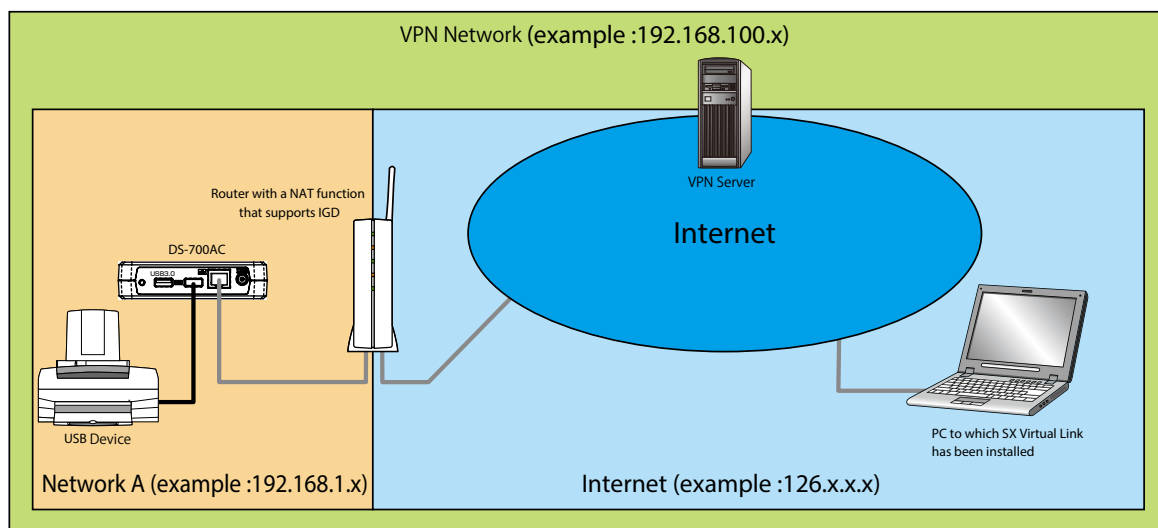 VPN Network (example :192.168.100.x)
VPN Server
Router with a NAT function
that supports IGD
Internet
DS-700AC
USB3.0
USB Device
PC to which SX Virtual Link
has been installed
Network A (example :192.168.1.x)
Internet (example :126.x.x.x)